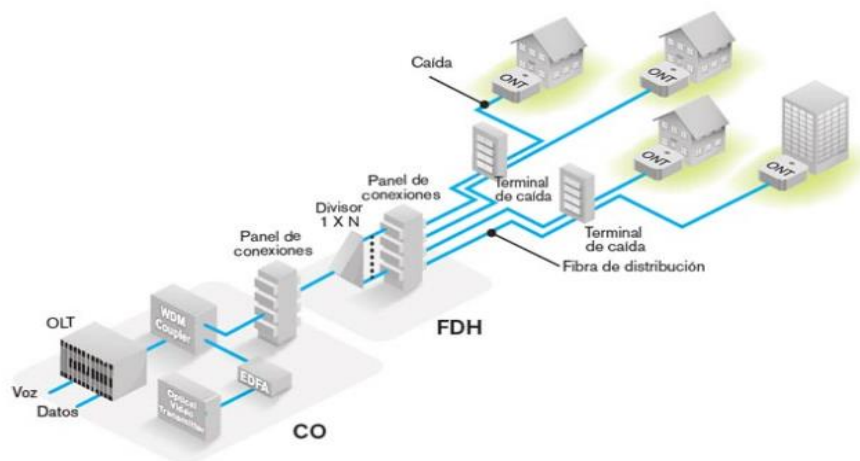 Caída
ONT
ONT
ONT
ONT
Terminal
de caída
Terminal
de caída
Fibra de distribución
Panel de
conexiones
Divisor
1 X N
FDH
Panel de
conexiones
WDM
Coupler
OLT
EDFA
Optical
Video
Transmitter
Voz
Datos
CO